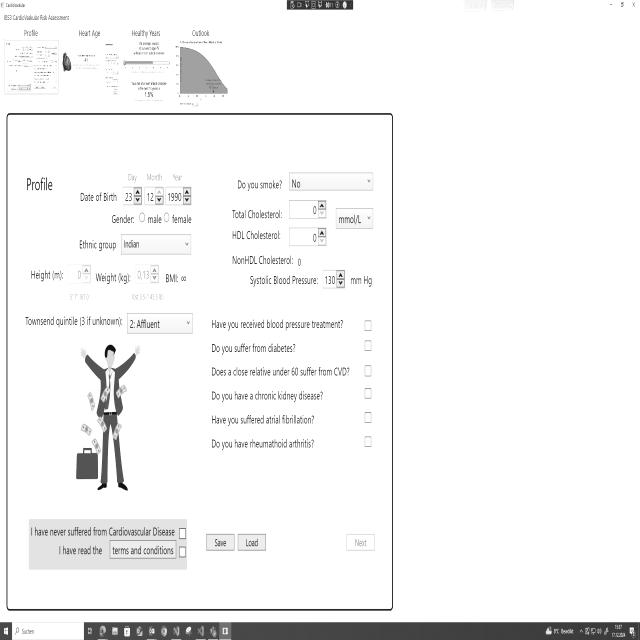 CardioVaskulär
JBS3 CardioVaskular Risk Assessment
Profile Heart Age Healthy Years Outlook
Profile
Day Month Year
Date of Birth 23 12 1990
Gender: male female
Ethnic group Indian
Height (m): 0 Weight (kg): 0,13 BMI: ∞
Townsend quintile (3 if unknown): 2: Affluent
Do you smoke? No
Total Cholesterol: 0 mmol/L
HDL Cholesterol: 0
NonHDL Cholesterol: 0
Systolic Blood Pressure: 130 mm Hg
Have you received blood pressure treatment?
Do you suffer from diabetes?
Does a close relative under 60 suffer from CVD?
Do you have a chronic kidney disease?
Have you suffered atrial fibrillation?
Do you have rheumathoid arthritis?
I have never suffered from Cardiovascular Disease
I have read the terms and conditions
Save Load Next
Suchen